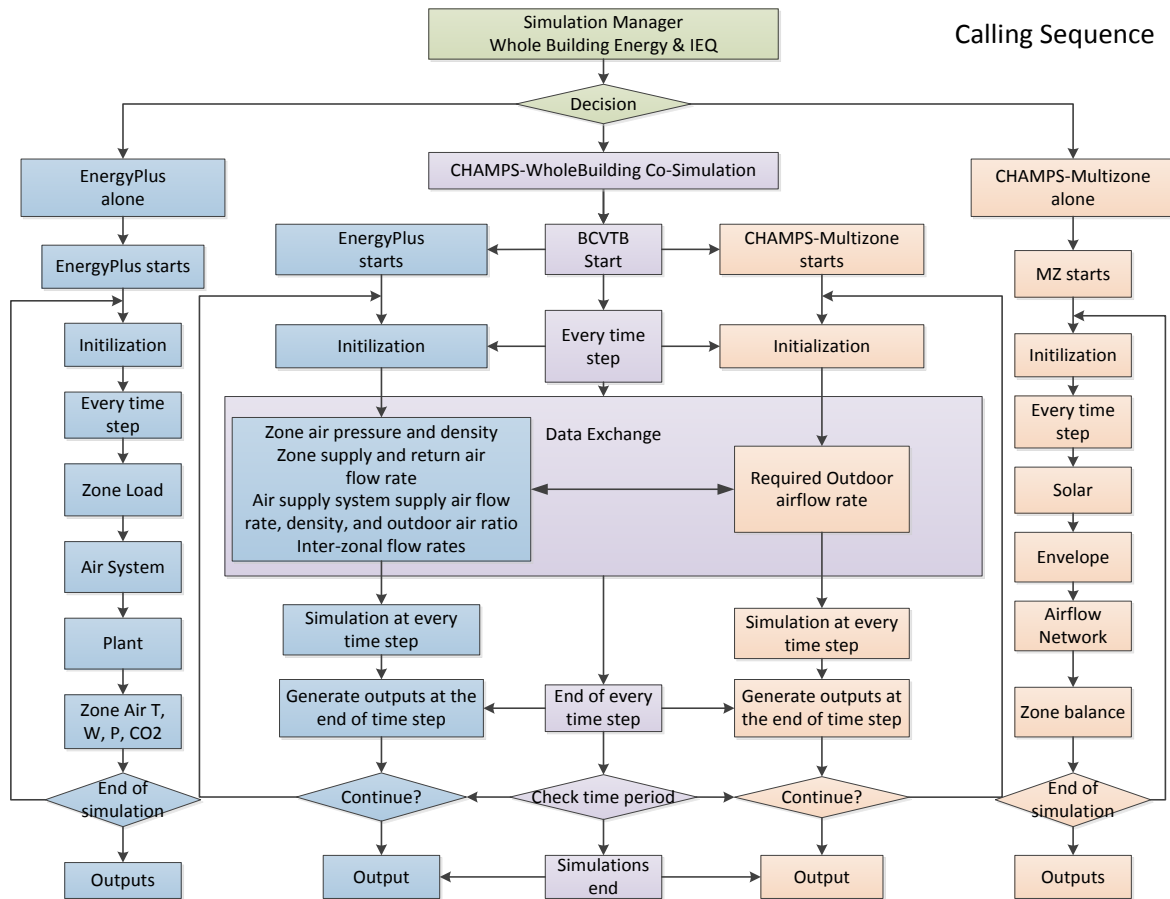 Simulation Manager
Whole Building Energy & IEQ
Calling Sequence
Decision
EnergyPlus
alone
CHAMPS-WholeBuilding Co-Simulation
CHAMPS-Multizone
alone
EnergyPlus starts
EnergyPlus
starts
BCVTB
Start
CHAMPS-Multizone
starts
MZ starts
Initilization
Initilization
Every time
step
Initialization
Initilization
Every time
step
Zone Load
Air System
Plant
Zone Air T,
W, P, CO2
End of
simulation
Outputs
Data Exchange
Zone air pressure and density
Zone supply and return air
flow rate
Air supply system supply air flow
rate, density, and outdoor air ratio
Inter-zonal flow rates
Required Outdoor
airflow rate
Simulation at every
time step
Simulation at every
time step
Generate outputs at the
end of time step
End of every
time step
Generate outputs at
the end of time step
Continue?
Check time period
Continue?
Output
Simulations
end
Output
Every time
step
Solar
Envelope
Airflow
Network
Zone balance
End of
simulation
Outputs